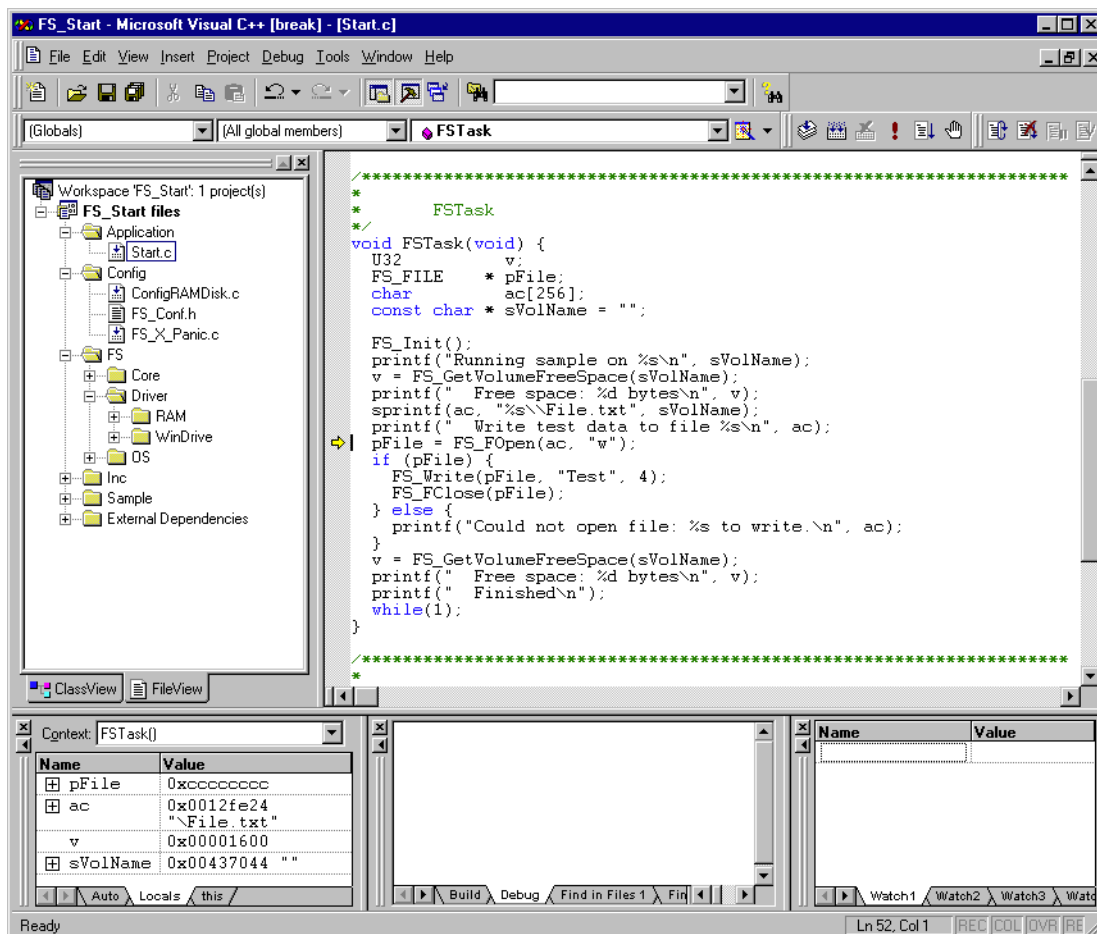 FS_Start - Microsoft Visual C++ [break] - [Start.c]
File Edit View Insert Project Debug Tools Window Help
(Globals) (All global members) FSTask
Workspace 'FS_Start': 1 project(s)
FS_Start files
Application
Start.c
Config
ConfigRAMDisk.c
FS_Conf.h
FS_X_Panic.c
FS
Core
Driver
RAM
WinDrive
OS
Inc
Sample
External Dependencies
ClassView FileView
/*********************************************************************
*
*       FSTask
*/
void FSTask(void) {
  U32          v;
  FS_FILE    * pFile;
  char         ac[256];
  const char * sVolName = "";
  FS_Init();
  printf("Running sample on %s\n", sVolName);
  v = FS_GetVolumeFreeSpace(sVolName);
  printf("  Free space: %d bytes\n", v);
  sprintf(ac, "%s\\File.txt", sVolName);
  printf("  Write test data to file %s\n", ac);
  pFile = FS_FOpen(ac, "w");
  if (pFile) {
    FS_Write(pFile, "Test", 4);
    FS_FClose(pFile);
  } else {
    printf("Could not open file: %s to write.\n", ac);
  }
  v = FS_GetVolumeFreeSpace(sVolName);
  printf("  Free space: %d bytes\n", v);
  printf("  Finished\n");
  while(1);
}
/*********************************************************************
*
Context: FSTask()
Name Value
pFile 0xcccccccc
ac 0x0012fe24
"\File.txt"
v 0x00001600
sVolName 0x00437044 ""
Auto Locals this
Build Debug Find in Files 1 Fin
Name Value
Watch1 Watch2 Watch3 Watc
Ready Ln 52, Col 1 REC COL OVR RE